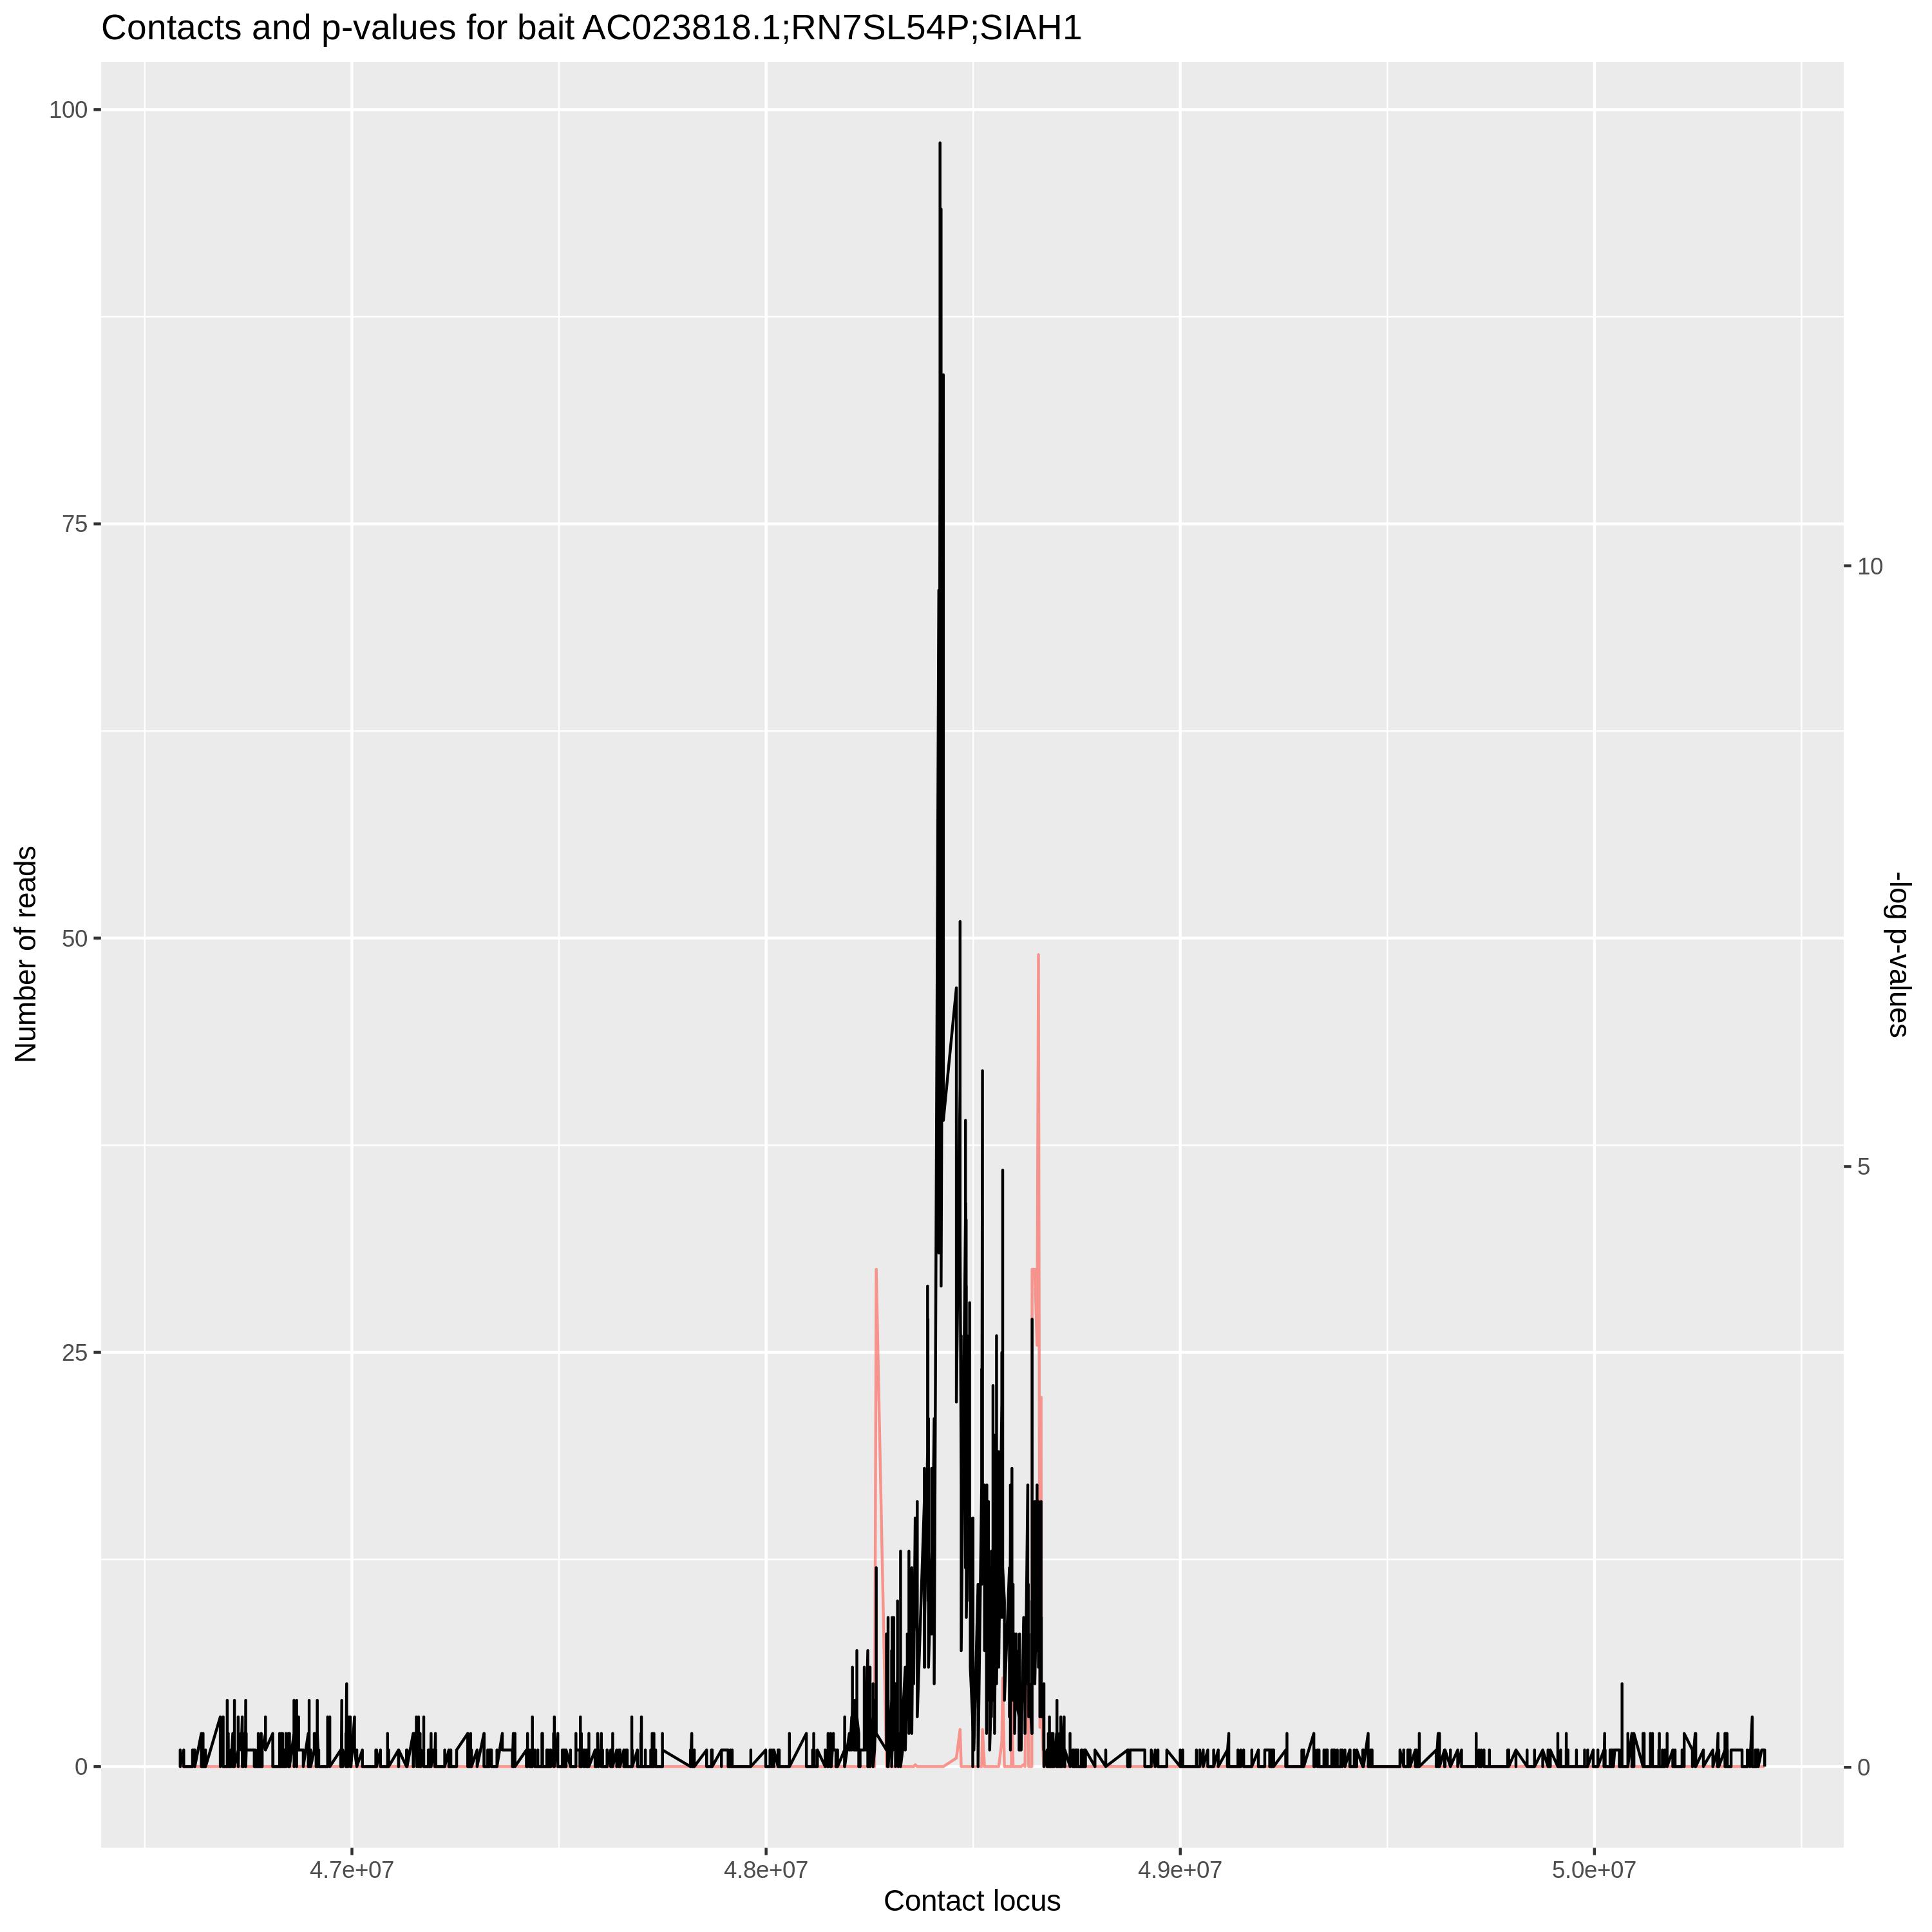 Contacts and p-values for bait AC023818.1;RN7SL54P;SIAH1
100
75
50
25
0
Number of reads
10
5
0
-log p-values
4.7e+07
4.8e+07
4.9e+07
5.0e+07
Contact locus